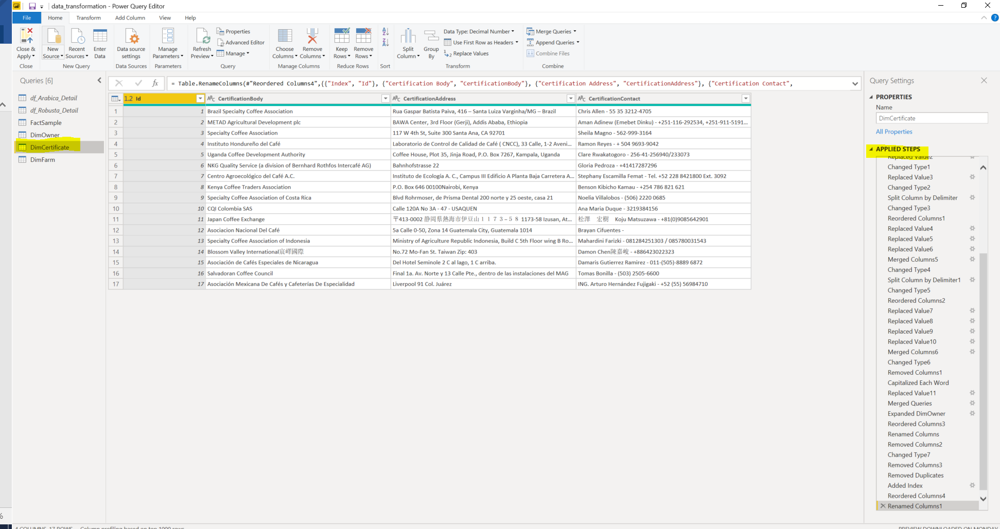 data_transformation - Power Query Editor
File Home Transform Add Column View Help
Close & Apply
New Source
Recent Sources
Enter Data
Data source settings
Manage Parameters
Refresh Preview
Properties
Advanced Editor
Manage
Choose Columns
Remove Columns
Keep Rows
Remove Rows
Split Column
Group By
Data Type: Decimal Number
Use First Row as Headers
Replace Values
Merge Queries
Append Queries
Combine Files
Close New Query Data Sources Parameters Query Manage Columns Reduce Rows Sort Transform Combine
Queries [6]
df_Arabica_Detail
df_Robusta_Detail
FactSample
DimOwner
DimCertificate
DimFarm
= Table.RenameColumns(#"Reordered Columns4",{{"Index", "Id"}, {"Certification Body", "CertificationBody"}, {"Certification Address", "CertificationAddress"}, {"Certification Contact",
1.2 Id ABC CertificationBody ABC CertificationAddress ABC CertificationContact
1 1 Brazil Specialty Coffee Association Rua Gaspar Batista Paiva, 416 – Santa Luiza Varginha/MG – Brazil Chris Allen - 55 35 3212-4705
2 2 METAD Agricultural Development plc BAWA Center, 3rd Floor (Gerji), Addis Ababa, Ethiopia Aman Adinew (Emebet Dinku) - +251-116-292534, +251-911-5191...
3 3 Specialty Coffee Association 117 W 4th St, Suite 300 Santa Ana, CA 92701 Sheila Magno - 562-999-3164
4 4 Instituto Hondureño del Café Laboratorio de Control de Calidad de Café ( CNCC), 33 Calle, 1-2 Aveni... Ramon Reyes - + 504 9693-9042
5 5 Uganda Coffee Development Authority Coffee House, Plot 35, Jinja Road, P.O. Box 7267, Kampala, Uganda Clare Rwakatogoro - 256-41-256940/233073
6 6 NKG Quality Service (a division of Bernhard Rothfos Intercafé AG) Bahnhofstrasse 22 Gloria Pedroza - +41417287296
7 7 Centro Agroecológico del Café A.C. Instituto de Ecología A. C., Campus III Edificio A Planta Baja Carretera A... Stephany Escamilla Femat - Tel. +52 228 8421800 Ext. 3092
8 8 Kenya Coffee Traders Association P.O. Box 646 00100Nairobi, Kenya Benson Kibicho Kamau - +254 786 821 621
9 9 Specialty Coffee Association of Costa Rica Blvd Rohrmoser, de Prisma Dental 200 norte y 25 oeste, casa 21 Noelia Villalobos - (506) 2220 0685
10 10 CQI Colombia SAS Calle 120A No 3A - 47 - USAQUEN Ana Maria Duque - 3219384156
11 11 Japan Coffee Exchange 〒413-0002 静岡県熱海市伊豆山１１７３−５８ 1173-58 Izusan, At... 松澤　宏樹　Koju Matsuzawa - +81(0)9085642901
12 12 Asociacion Nacional Del Café 5a Calle 0-50, Zona 14 Guatemala City, Guatemala 1014 Brayan Cifuentes -
13 13 Specialty Coffee Association of Indonesia Ministry of Agriculture Republic Indonesia, Build C 5th Floor wing B Ro... Mahardini Farizki - 081284251303 / 085780031543
14 14 Blossom Valley International宸嶧國際 No.72 Mo-Fan St. Taiwan Zip: 403 Damon Chen陳嘉峻 - +886423022323
15 15 Asociación de Cafés Especiales de Nicaragua Del Hotel Seminole 2 C al lago, 1 C arriba. Damaris Gutierrez Ramirez - 011-(505)-8889 6872
16 16 Salvadoran Coffee Council Final 1a. Av. Norte y 13 Calle Pte., dentro de las instalaciones del MAG Tomas Bonilla - (503) 2505-6600
17 17 Asociación Mexicana De Cafés y Cafeterías De Especialidad Liverpool 91 Col. Juárez ING. Arturo Hernández Fujigaki - +52 (55) 56984710
Query Settings
PROPERTIES
Name
DimCertificate
All Properties
APPLIED STEPS
Replaced Value2
Changed Type1
Replaced Value3
Changed Type2
Split Column by Delimiter
Changed Type3
Reordered Columns1
Replaced Value4
Replaced Value5
Replaced Value6
Merged Columns5
Changed Type4
Split Column by Delimiter1
Changed Type5
Reordered Columns2
Replaced Value7
Replaced Value8
Replaced Value9
Replaced Value10
Merged Columns6
Changed Type6
Removed Columns1
Capitalized Each Word
Replaced Value11
Merged Queries
Expanded DimOwner
Reordered Columns3
Renamed Columns
Removed Columns2
Changed Type7
Removed Columns3
Removed Duplicates
Added Index
Reordered Columns4
Renamed Columns1
4 COLUMNS, 17 ROWS Column profiling based on top 1000 rows PREVIEW DOWNLOADED ON MONDAY